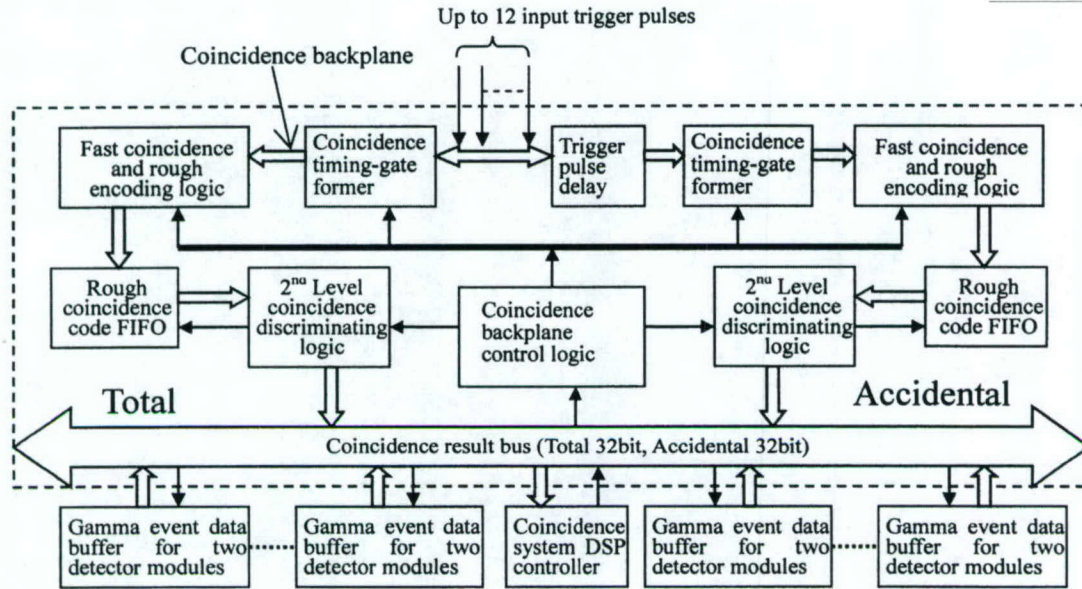 Up to 12 input trigger pulses
Coincidence backplane
Fast coincidence
and rough
encoding logic
Coincidence
timing-gate
former
Trigger
pulse
delay
Coincidence
timing-gate
former
Fast coincidence
and rough
encoding logic
Rough
coincidence
code FIFO
2nd Level
coincidence
discriminating
logic
Coincidence
backplane
control logic
2nd Level
coincidence
discriminating
logic
Rough
coincidence
code FIFO
Total
Accidental
Coincidence result bus (Total 32bit, Accidental 32bit)
Gamma event data
buffer for two
detector modules
Gamma event data
buffer for two
detector modules
Coincidence
system DSP
controller
Gamma event data
buffer for two
detector modules
Gamma event data
buffer for two
detector modules